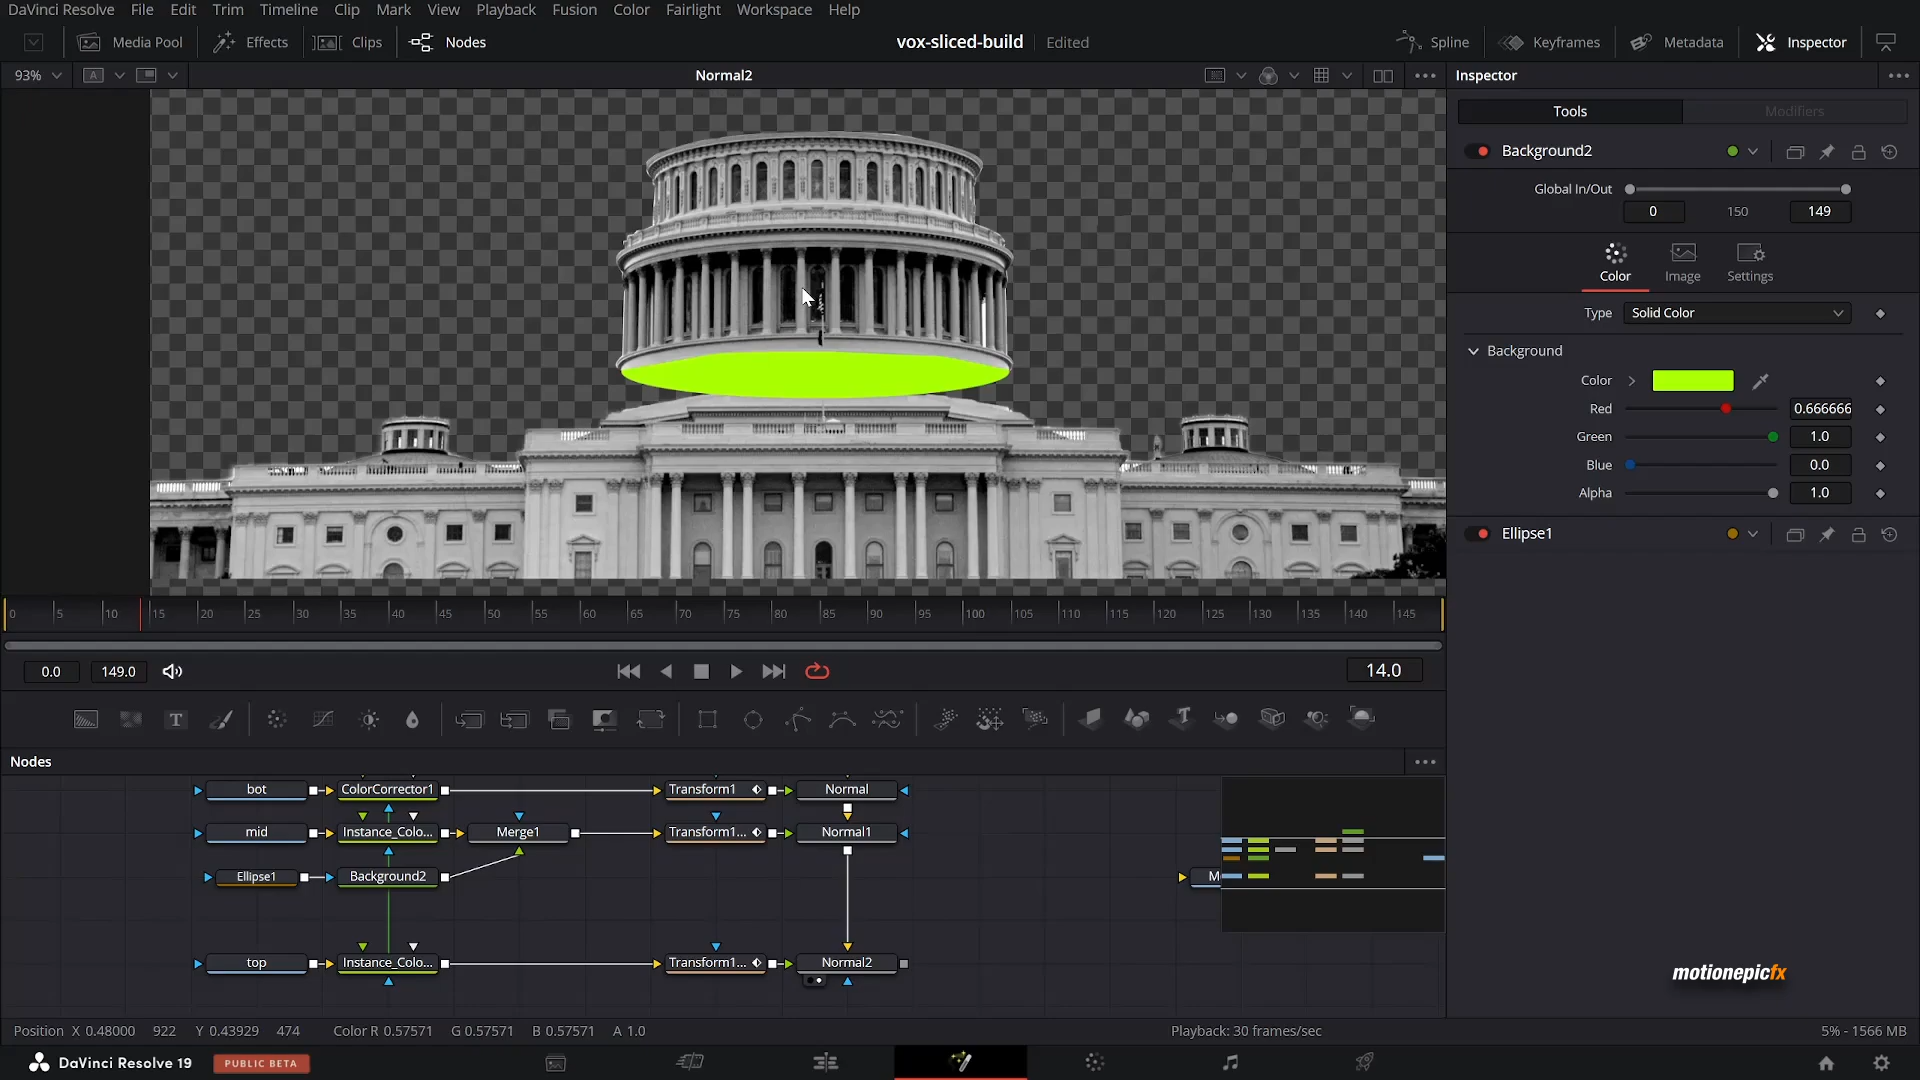 DaVinci Resolve File Edit Trim Timeline Clip Mark View Playback Fusion Color Fairlight Workspace Help
Media Pool Effects Clips Nodes vox-sliced-build Edited Spline Keyframes Metadata Inspector
93% A Normal2 Inspector
Tools Modifiers
Background2
Global In/Out
0 150 149
Color Image Settings
Type Solid Color
Background
Color
Red 0.666666
Green 1.0
Blue 0.0
Alpha 1.0
Ellipse1
0 5 10 15 20 25 30 35 40 45 50 55 60 65 70 75 80 85 90 95 100 105 110 115 120 125 130 135 140 145
0.0 149.0 14.0
T T
Nodes
bot ColorCorrector1 Transform1 Normal
mid Instance_Colo... Merge1 Transform1... Normal1
Ellipse1 Background2 M
top Instance_Colo... Transform1... Normal2
motionepicfx
Position X 0.48000 922 Y 0.43929 474 Color R 0.57571 G 0.57571 B 0.57571 A 1.0 Playback: 30 frames/sec 5% - 1566 MB
DaVinci Resolve 19 PUBLIC BETA